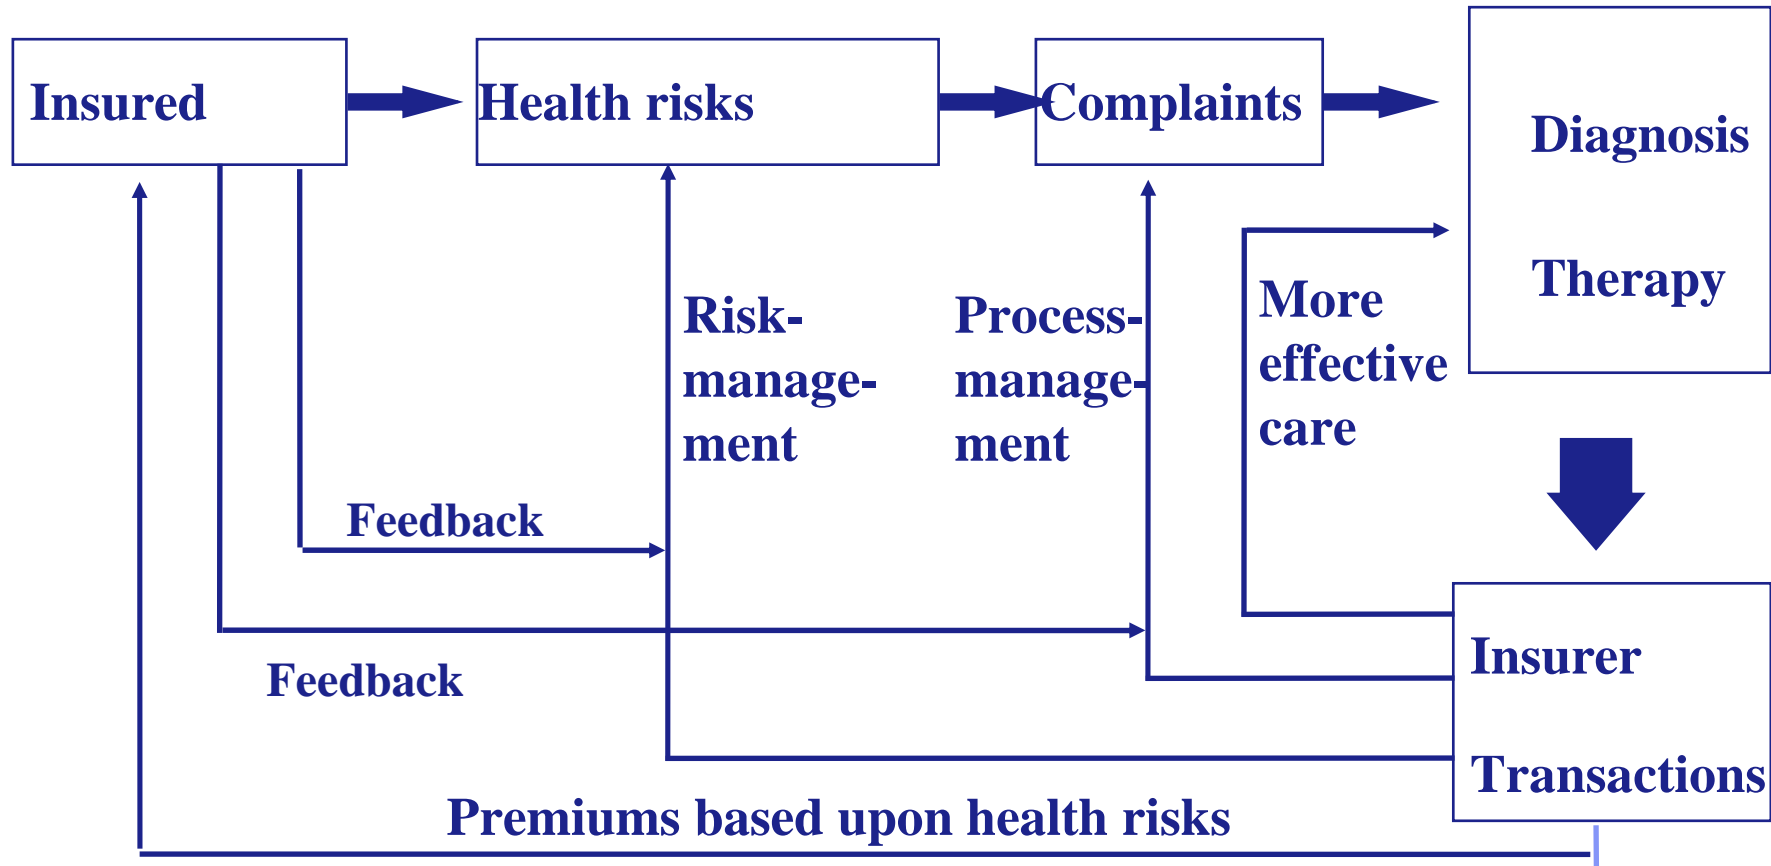 Insured
Health risks
Complaints
Diagnosis
Therapy
Risk-
manage-
ment
Process-
manage-
ment
More
effective
care
Feedback
Feedback
Insurer
Transactions
Premiums based upon health risks